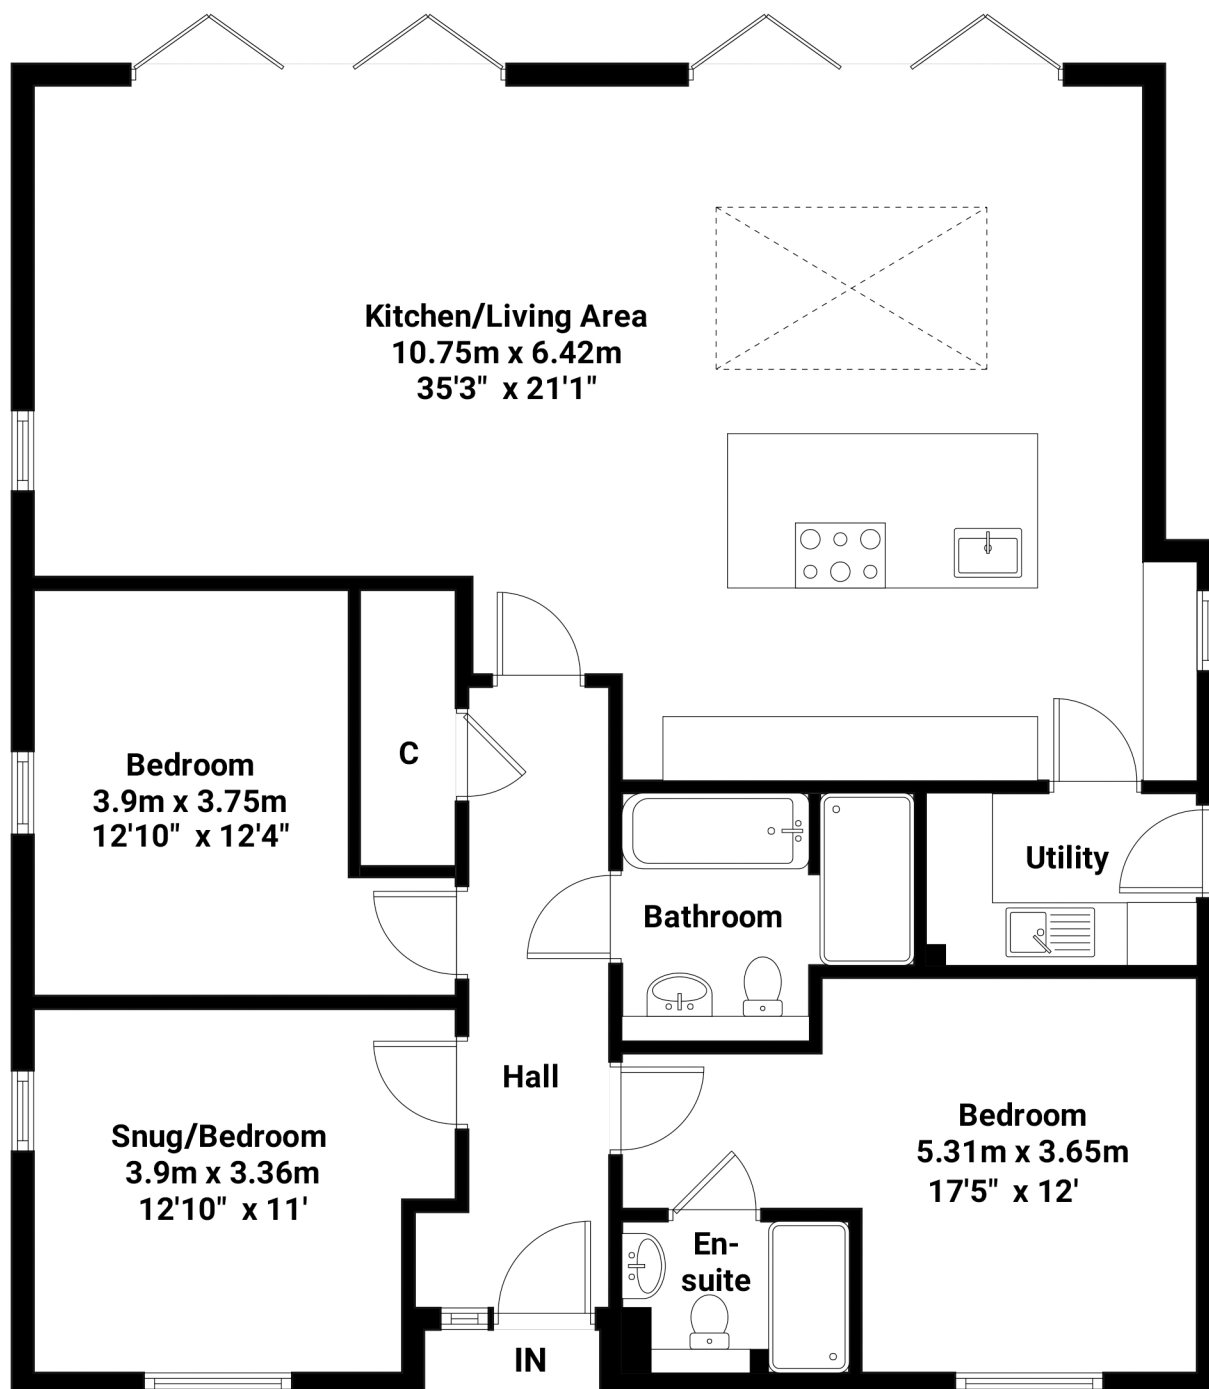 Kitchen/Living Area
10.75m x 6.42m
35'3" x 21'1"
Bedroom
3.9m x 3.75m
12'10" x 12'4"
C
Utility
Bathroom
Hall
Snug/Bedroom
3.9m x 3.36m
12'10" x 11'
Bedroom
5.31m x 3.65m
17'5" x 12'
En-
suite
IN